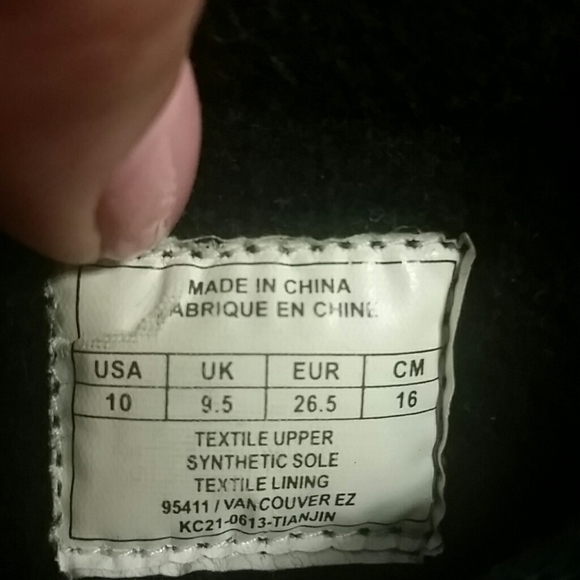 MADE IN CHINA
ABRIQUE EN CHINE
USA UK EUR CM
10 9.5 26.5 16
TEXTILE UPPER
SYNTHETIC SOLE
TEXTILE LINING
95411 / VANCOUVER EZ
KC21-0613-TIANJIN